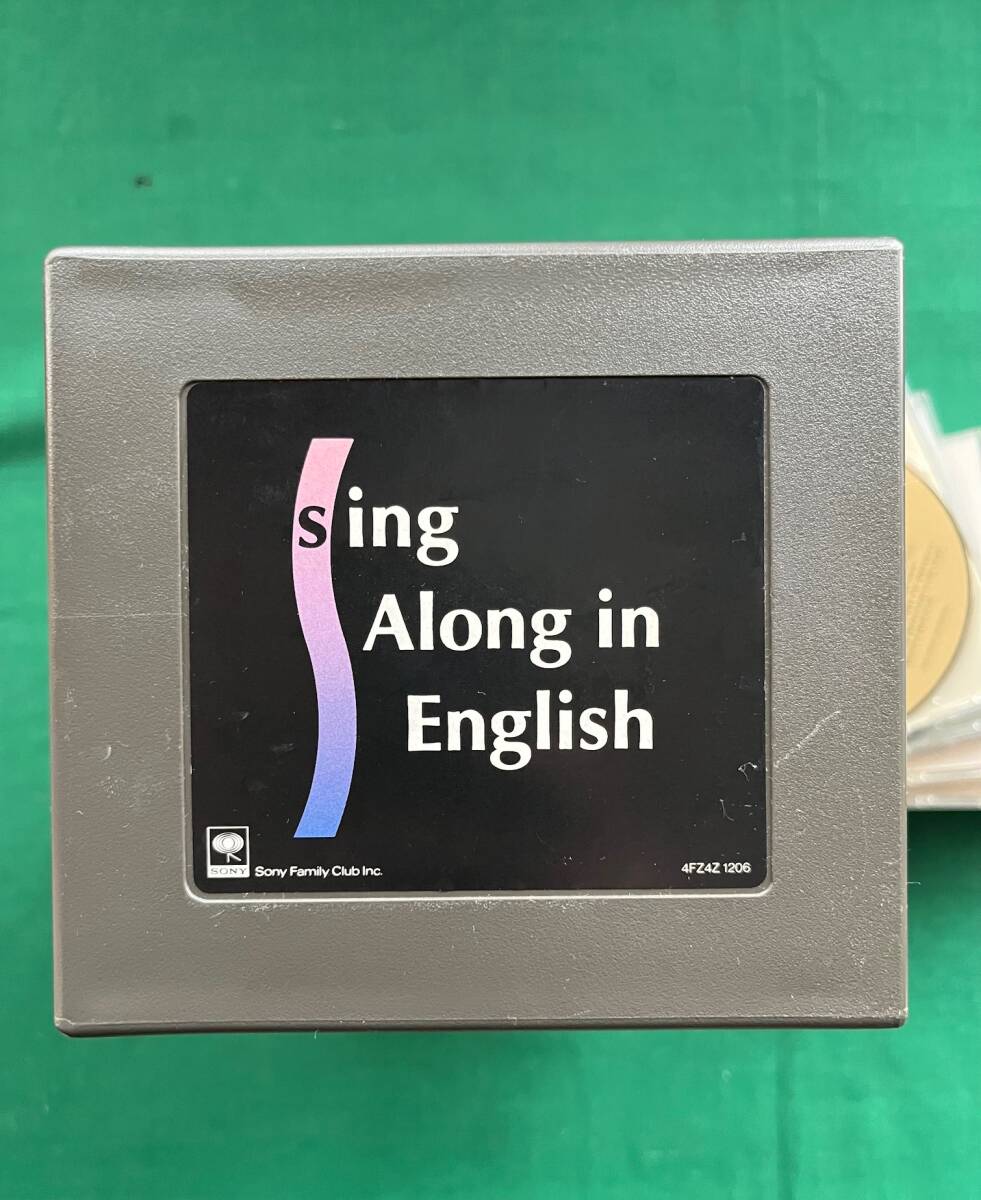 sing
Along in
English
SONY
Sony Family Club Inc.
4FZ4Z 1206